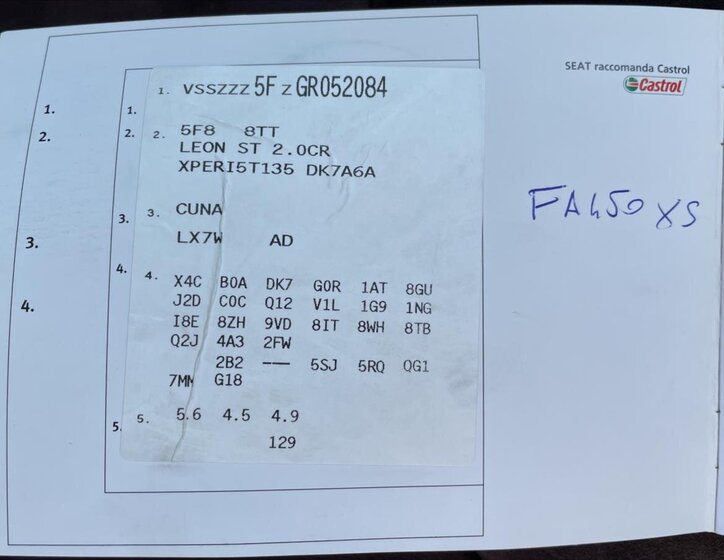 SEAT raccomanda Castrol
Castrol
1. 1. 1. VSSZZZ 5F Z GR052084
2. 2. 2. 5F8 8TT
LEON ST 2.0CR
XPERI5T135 DK7A6A
FA450XS
3. 3. 3. CUNA
LX7W AD
4. 4. 4. X4C B0A DK7 G0R 1AT 8GU
J2D C0C Q12 V1L 1G9 1NG
I8E 8ZH 9VD 8IT 8WH 8TB
Q2J 4A3 2FW
2B2 --- 5SJ 5RQ QG1
7MM G18
5. 5. 5.6 4.5 4.9
129